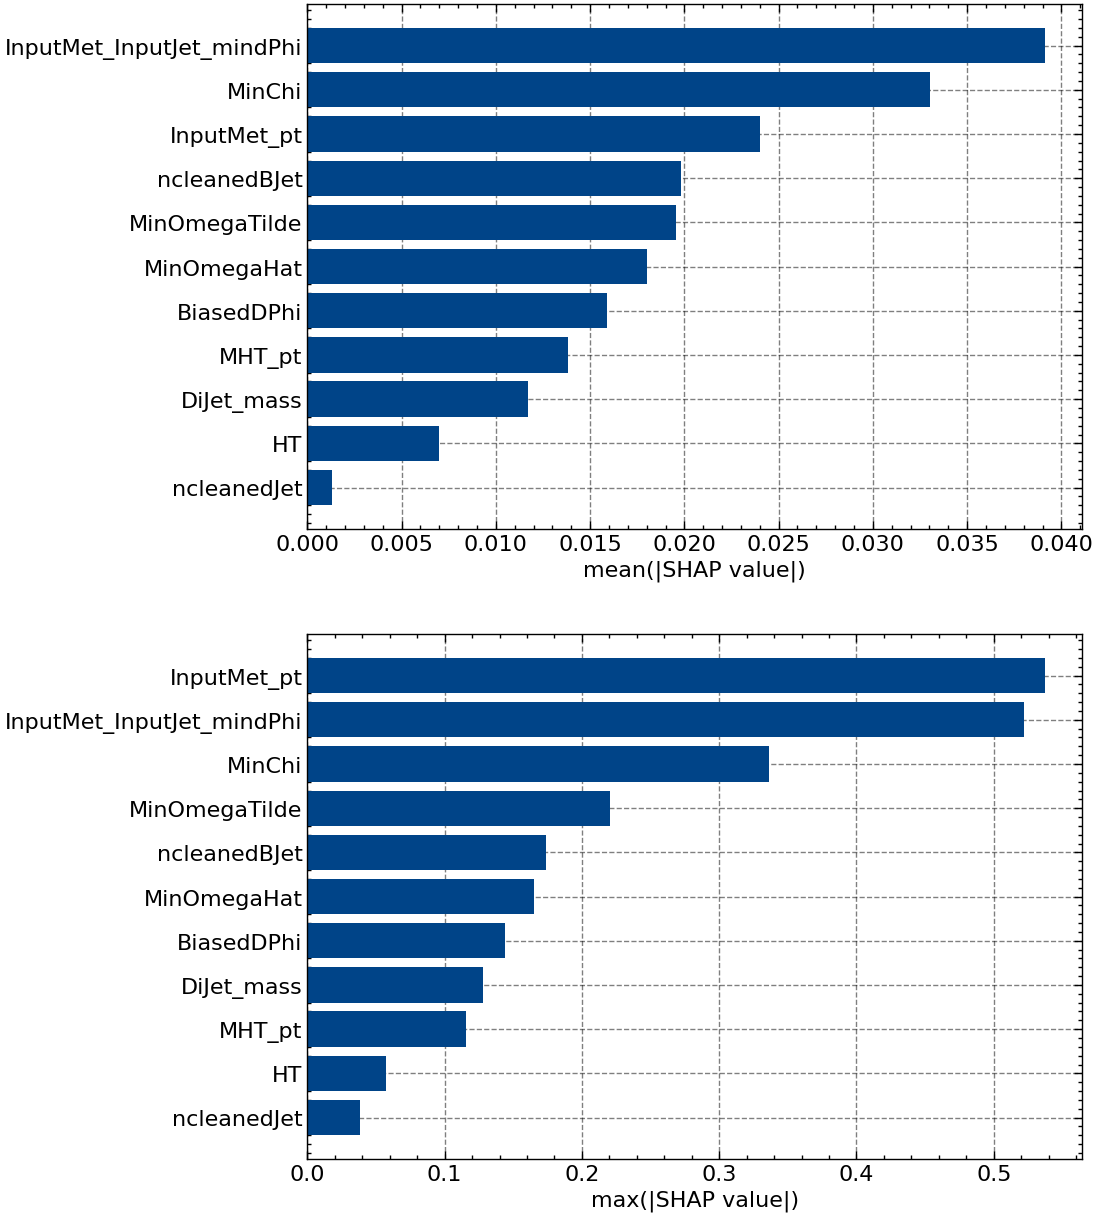 InputMet_InputJet_mindPhi
MinChi
InputMet_pt
ncleanedBJet
MinOmegaTilde
MinOmegaHat
BiasedDPhi
MHT_pt
DiJet_mass
HT
ncleanedJet
0.000 0.005 0.010 0.015 0.020 0.025 0.030 0.035 0.040
mean(|SHAP value|)
InputMet_pt
InputMet_InputJet_mindPhi
MinChi
MinOmegaTilde
ncleanedBJet
MinOmegaHat
BiasedDPhi
DiJet_mass
MHT_pt
HT
ncleanedJet
0.0 0.1 0.2 0.3 0.4 0.5
max(|SHAP value|)